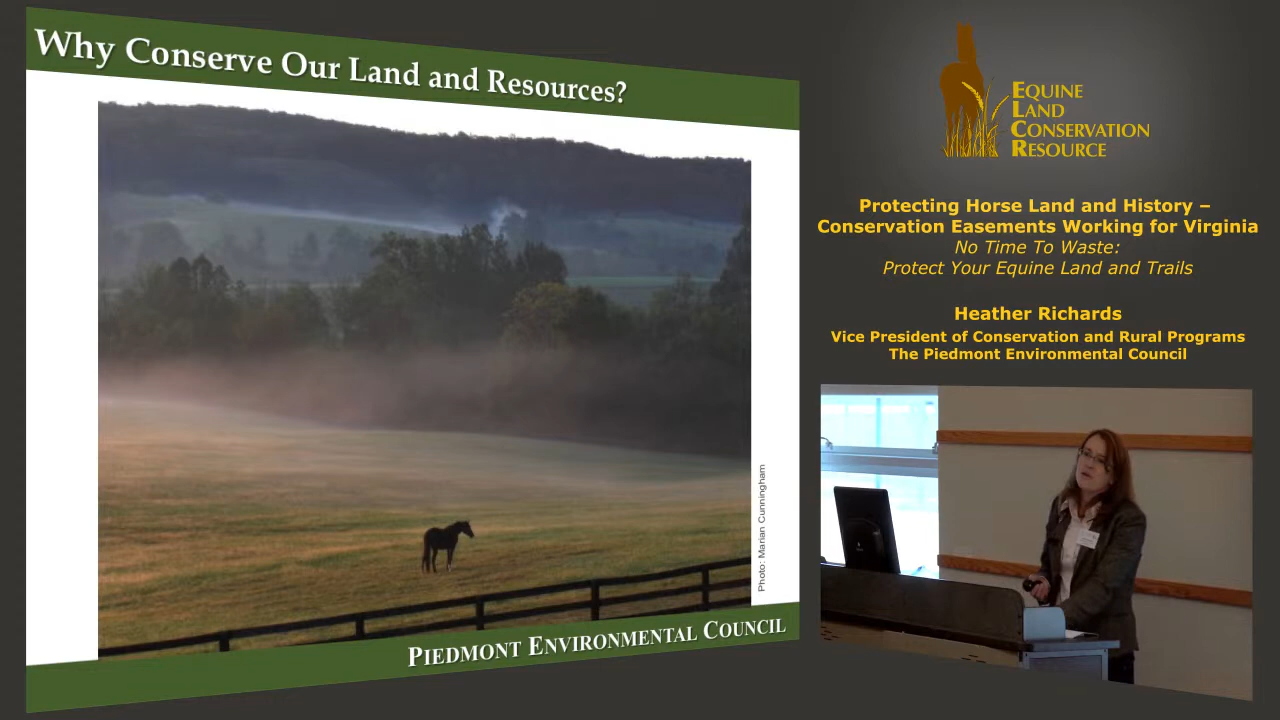 Why Conserve Our Land and Resources?
Photo: Marian Cunningham
PIEDMONT ENVIRONMENTAL COUNCIL
EQUINE
LAND
CONSERVATION
RESOURCE
Protecting Horse Land and History –
Conservation Easements Working for Virginia
No Time To Waste:
Protect Your Equine Land and Trails
Heather Richards
Vice President of Conservation and Rural Programs
The Piedmont Environmental Council